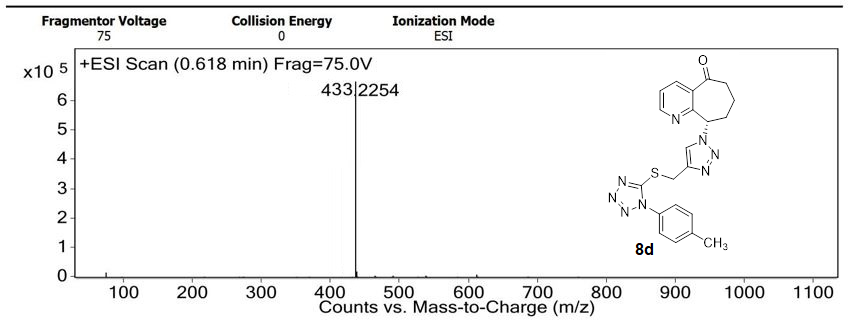 Fragmentor Voltage Collision Energy Ionization Mode
75 0 ESI
x10 5
+ESI Scan (0.618 min) Frag=75.0V
433.2254
6
5
4
3
2
1
0
100 200 300 400 500 600 700 800 900 1000 1100
Counts vs. Mass-to-Charge (m/z)
O
N
N
N
N
S
N
N
N
N
CH3
8d